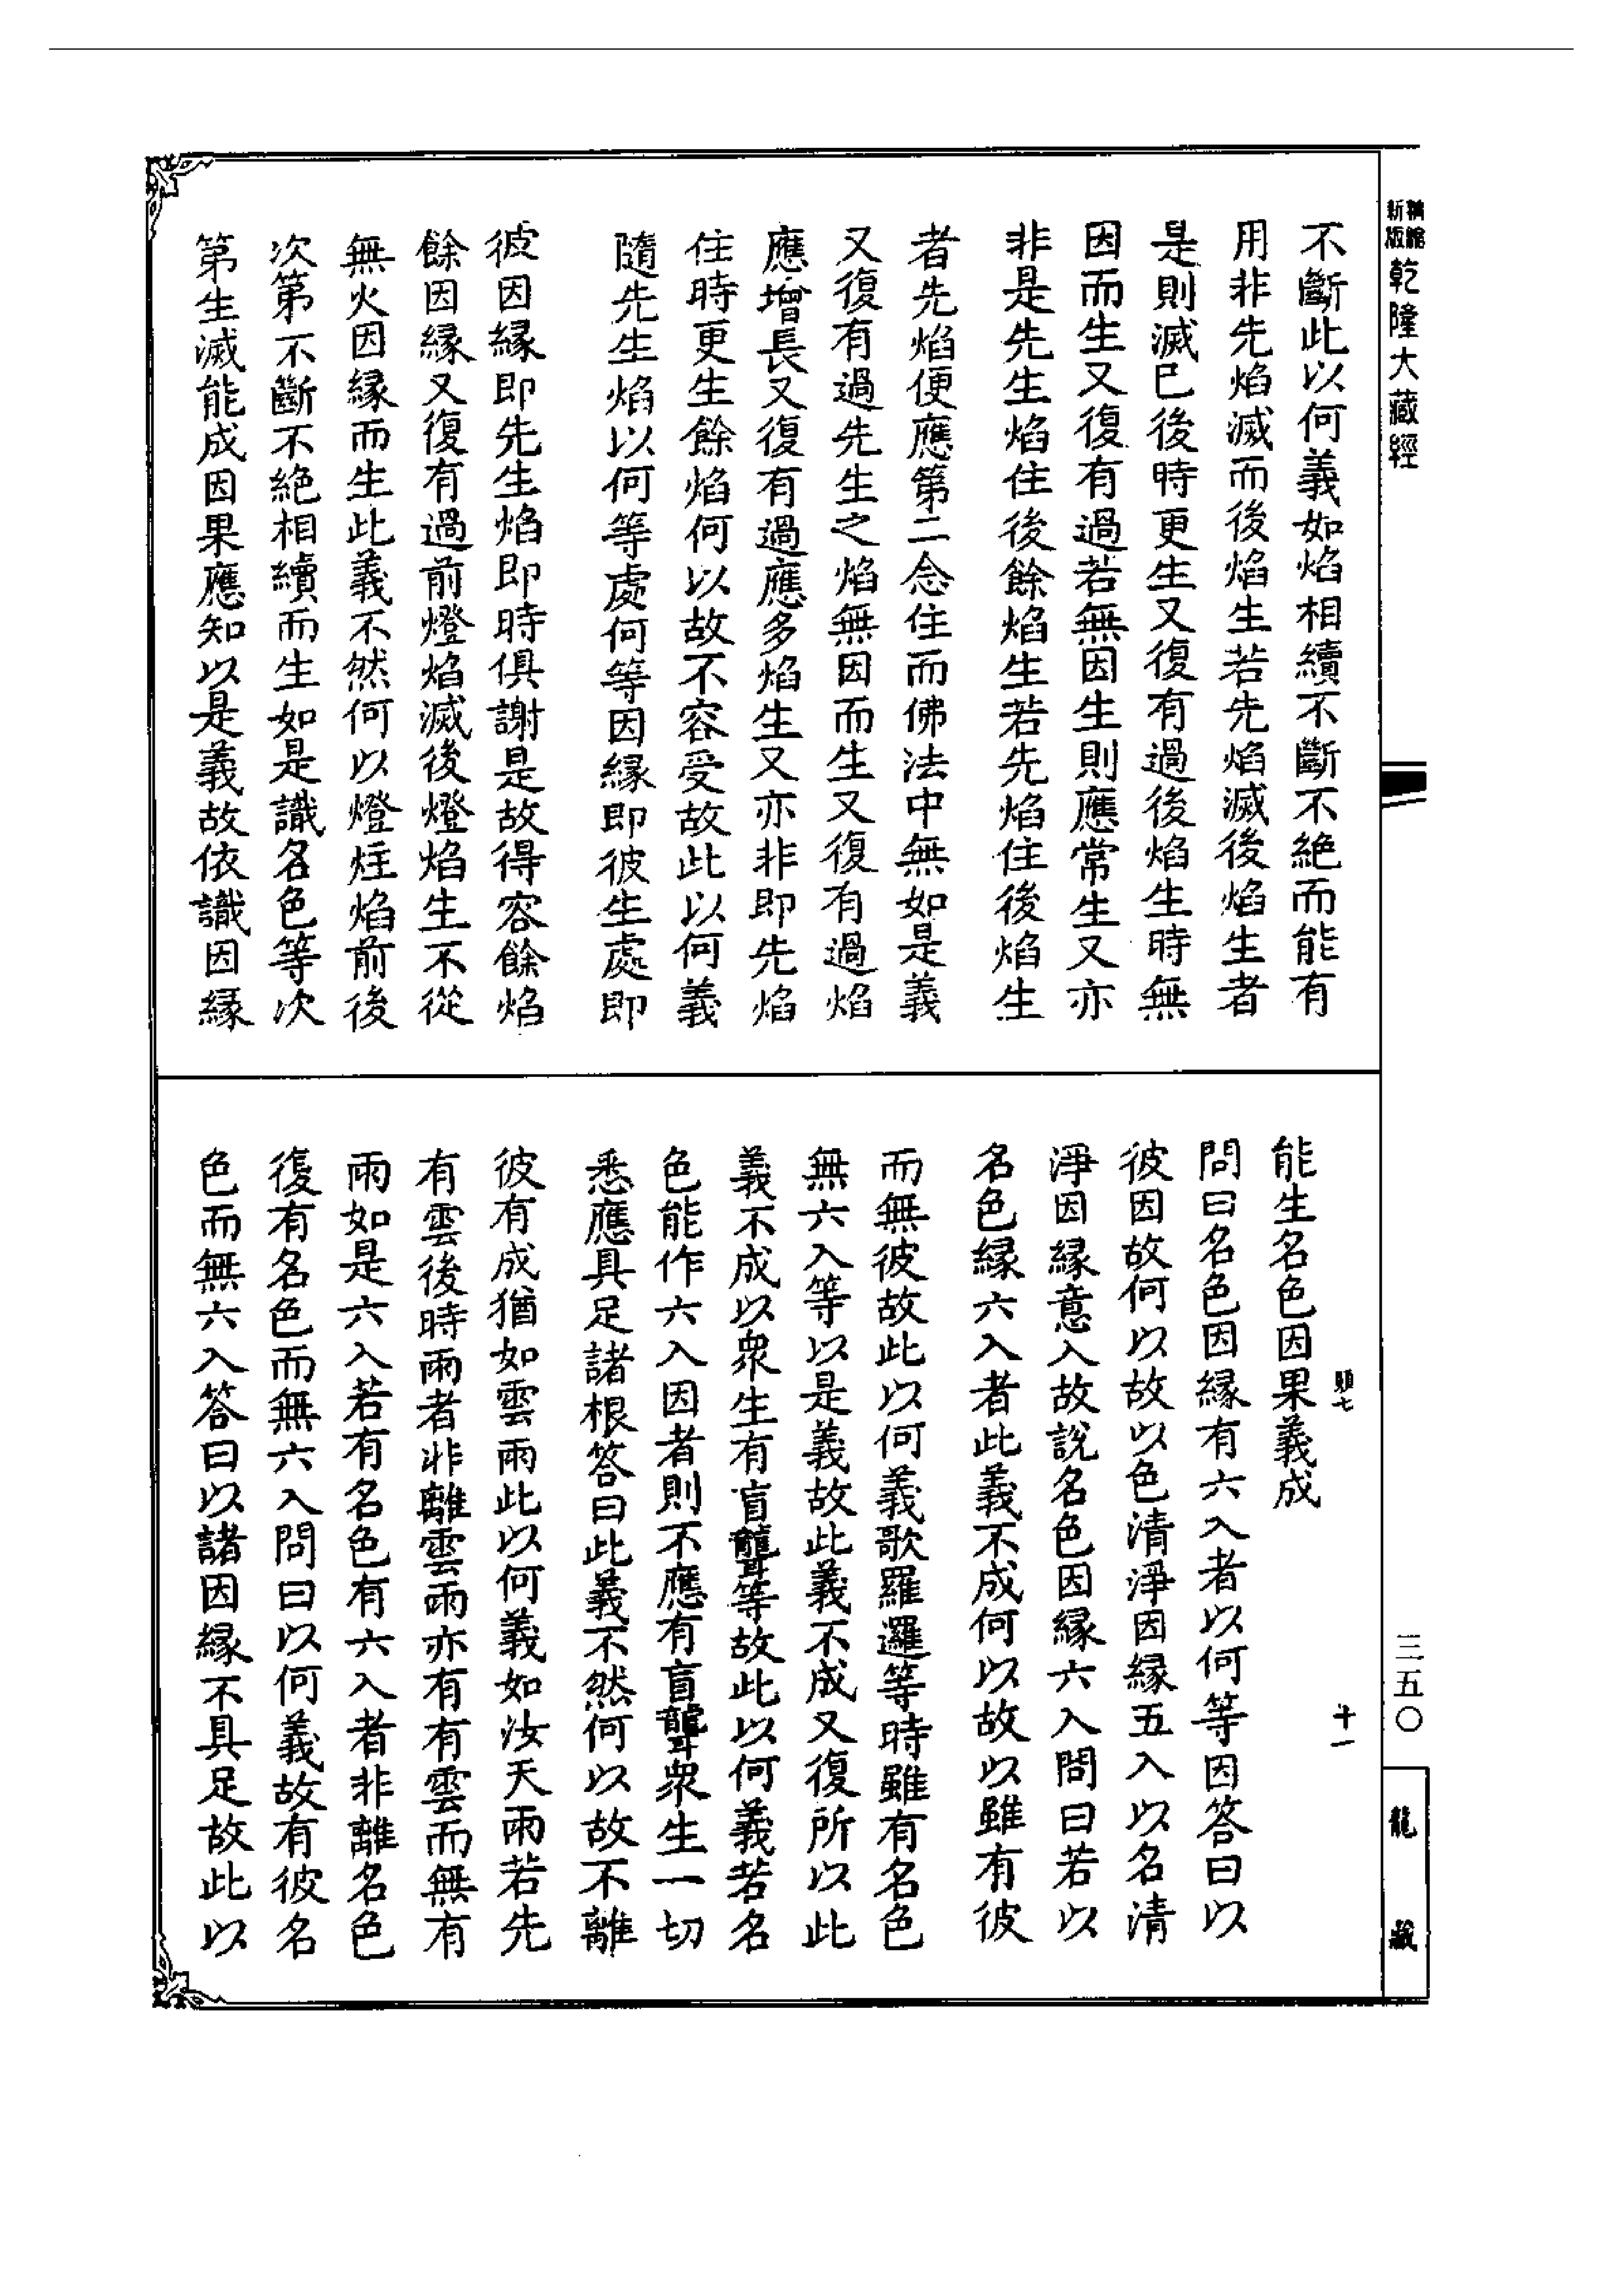 精縮新版乾隆大藏經
不斷此以何義如焰相續不斷不絕而能有
用非先焰滅而後焰生若先焰滅後焰生者
是則滅已後時更生又復有過後焰生時無
因而生又復有過若無因生則應常生又亦
非是先生焰住後餘焰生若先焰住後焰生
者先焰便應第二念住而佛法中無如是義
又復有過先生之焰無因而生又復有過焰
應增長又復有過應多焰生又亦非即先焰
住時更生餘焰何以故不容受故此以何義
隨先生焰以何等處何等因緣即彼生處即
彼因緣即先生焰即時俱謝是故得容餘焰
餘因緣又復有過前燈焰滅後燈焰生不從
無火因緣而生此義不然何以燈炷焰前後
次第不斷不絕相續而生如是識名色等次
第生滅能成因果應知以是義故依識因緣
能生名色因果義成
問曰名色因緣有六入者以何等因答曰以
彼因故何以故以色清淨因緣五入以名清
淨因緣意入故說名色因緣六入問曰若以
名色緣六入者此義不成何以故以雖有彼
而無彼故此以何義歌羅邏等時雖有名色
無六入等以是義故此義不成又復所以此
義不成以眾生有盲聾等故此以何義若名
色能作六入因者則不應有盲聾眾生一切
悉應具足諸根答曰此義不然何以故不離
彼有成猶如雲雨此以何義如汝天雨若先
有雲後時雨者非離雲雨亦有有雲而無有
雨如是六入若有名色有六入者非離名色
復有名色而無六入問曰以何義故有彼名
色而無六入答曰以諸因緣不具足故此以
三五〇
龍藏